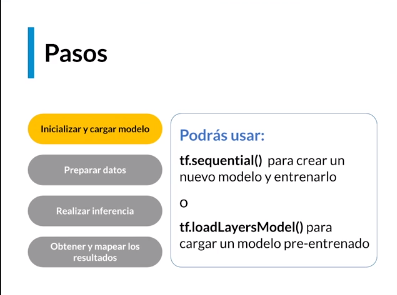 Pasos
Inicializar y cargar modelo
Preparar datos
Realizar inferencia
Obtener y mapear los
resultados
Podrás usar:
tf.sequential() para crear un
nuevo modelo y entrenarlo
O
tf.loadLayersModel() para
cargar un modelo pre-entrenado